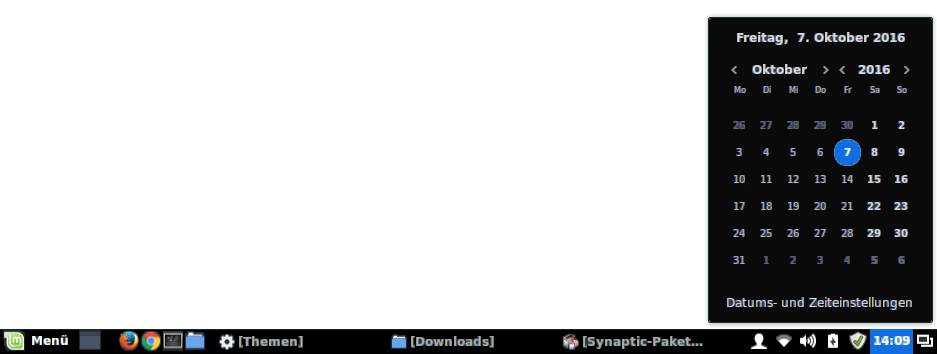 Freitag, 7. Oktober 2016
< Oktober > < 2016 >
Mo Di Mi Do Fr Sa So
26 27 28 29 30 1 2
3 4 5 6 7 8 9
10 11 12 13 14 15 16
17 18 19 20 21 22 23
24 25 26 27 28 29 30
31 1 2 3 4 5 6
Datums- und Zeiteinstellungen
Menü [Themen] [Downloads] [Synaptic-Paket... 14:09